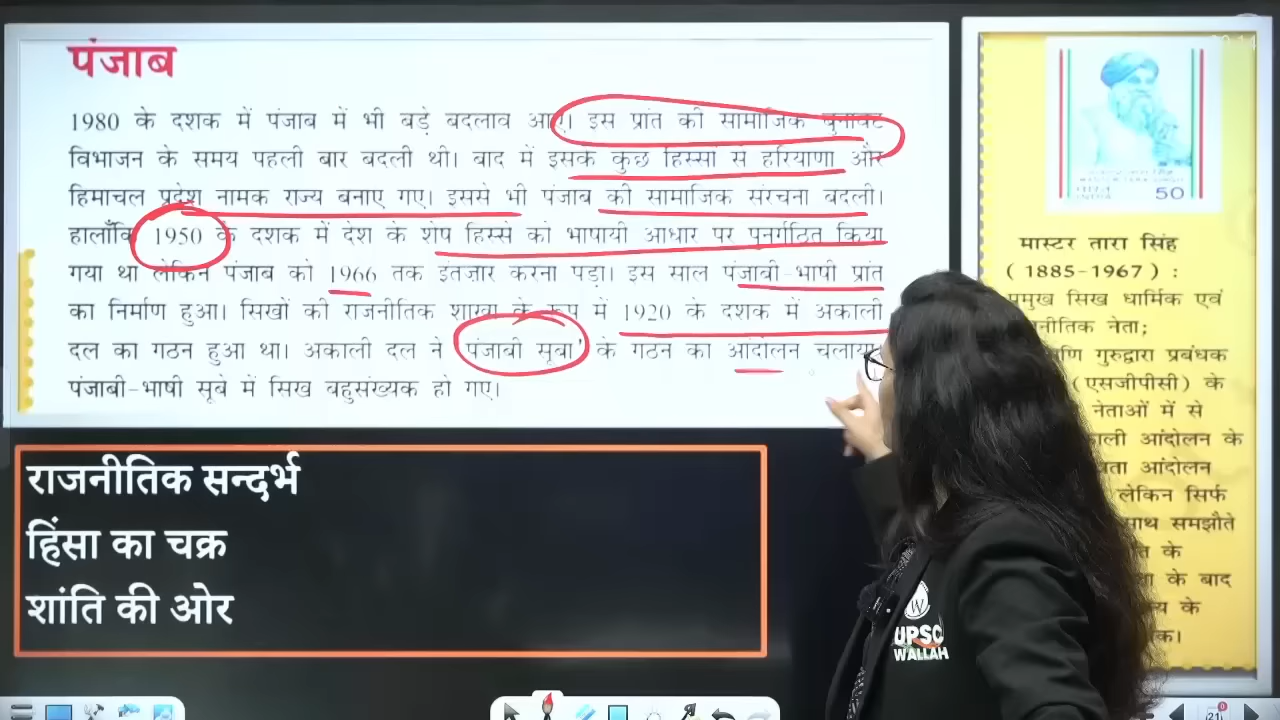 पंजाब
1980 के दशक में पंजाब में भी बड़े बदलाव आए। इस प्रांत की सामाजिक बुनावट
विभाजन के समय पहली बार बदली थी। बाद में इसके कुछ हिस्सों से हरियाणा और
हिमाचल प्रदेश नामक राज्य बनाए गए। इससे भी पंजाब की सामाजिक संरचना बदली।
हालाँकि 1950 के दशक में देश के शेष हिस्से को भाषायी आधार पर पुनर्गठित किया
गया था लेकिन पंजाब को 1966 तक इंतज़ार करना पड़ा। इस साल पंजाबी-भाषी प्रांत
का निर्माण हुआ। सिखों की राजनीतिक शाखा के रूप में 1920 के दशक में अकाली
दल का गठन हुआ था। अकाली दल ने 'पंजाबी सूबा' के गठन का आंदोलन चलाया।
पंजाबी-भाषी सूबे में सिख बहुसंख्यक हो गए।
राजनीतिक सन्दर्भ
हिंसा का चक्र
शांति की ओर
भारत
INDIA 50
मास्टर तारा सिंह
(1885-1967) :
प्रमुख सिख धार्मिक एवं
नेता;
गुरुद्वारा प्रबंधक
(एसजीपीसी) के
नेताओं में से
आंदोलन के
आंदोलन
लेकिन सिर्फ
साथ समझौते
के
के बाद
के
UPSC
WALLAH
21